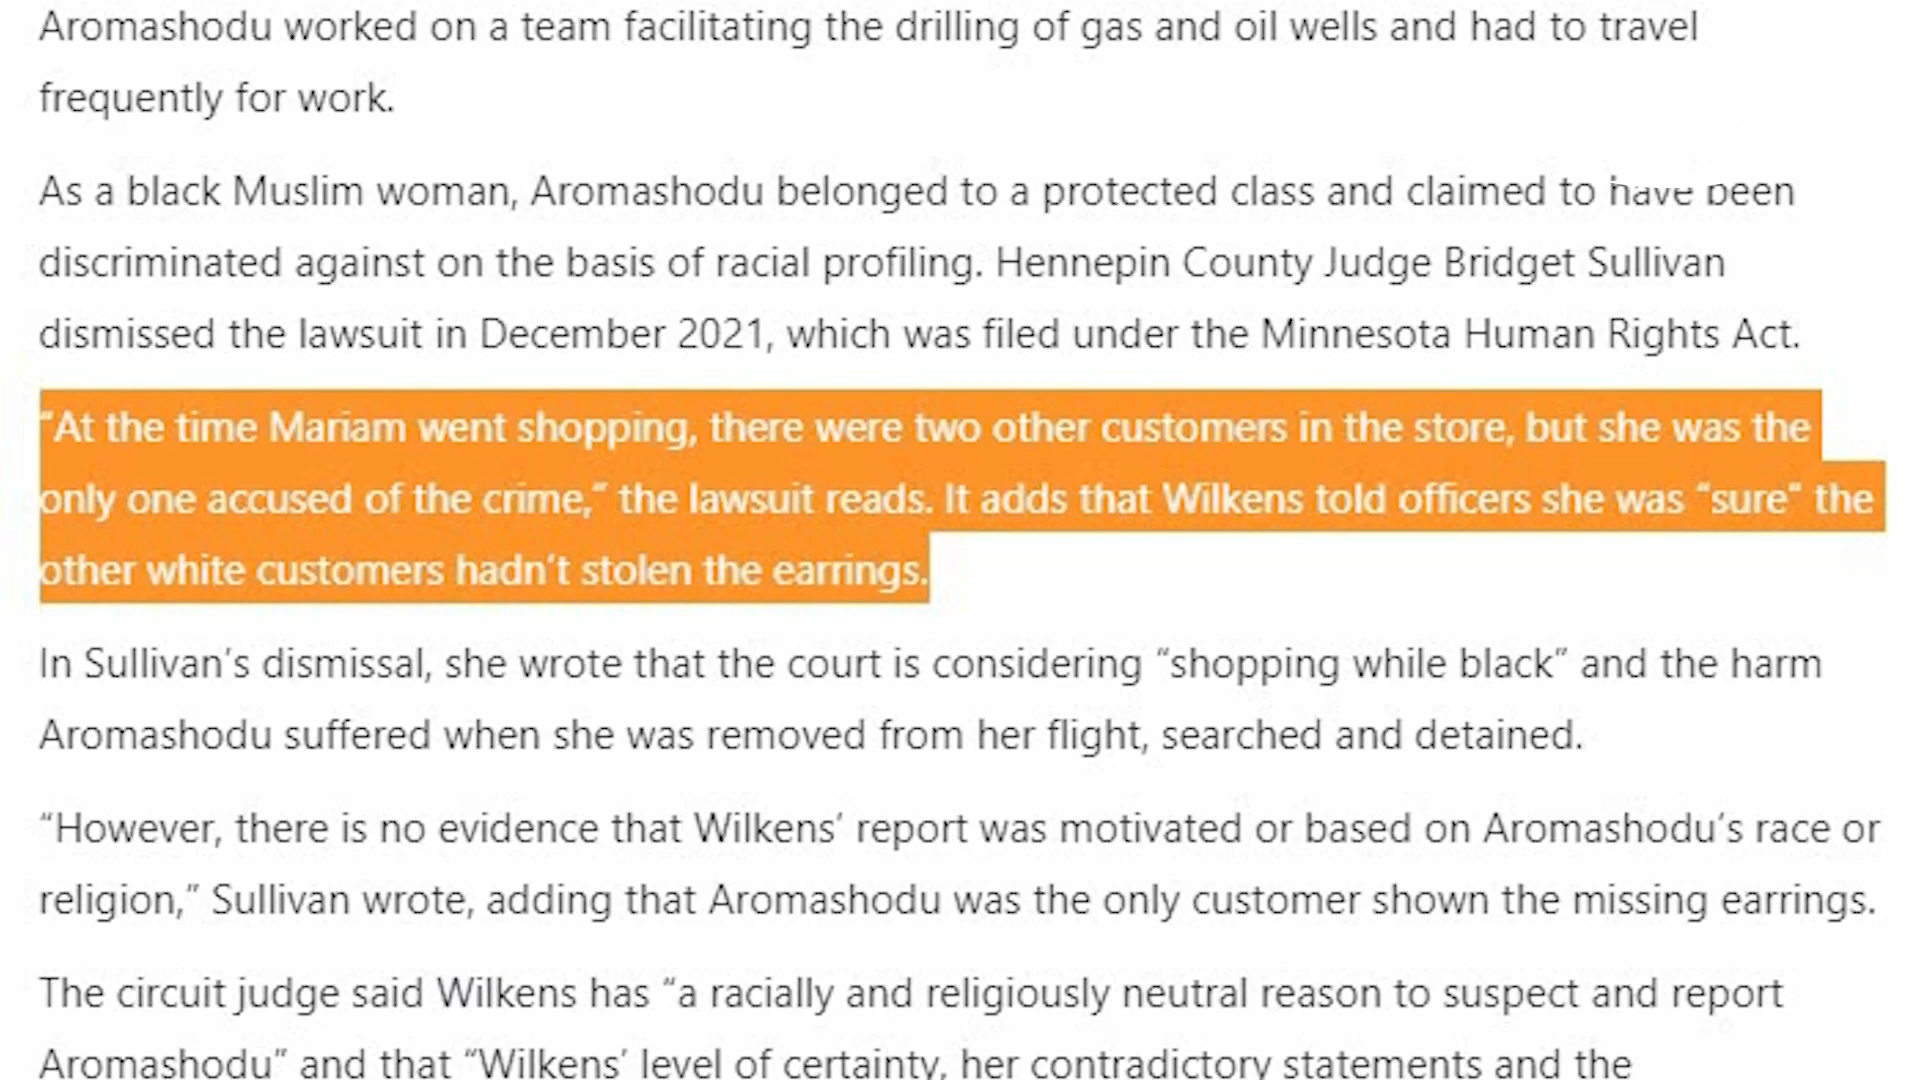 Aromashodu worked on a team facilitating the drilling of gas and oil wells and had to travel
frequently for work.
As a black Muslim woman, Aromashodu belonged to a protected class and claimed to have been
discriminated against on the basis of racial profiling. Hennepin County Judge Bridget Sullivan
dismissed the lawsuit in December 2021, which was filed under the Minnesota Human Rights Act.
“At the time Mariam went shopping, there were two other customers in the store, but she was the
only one accused of the crime,” the lawsuit reads. It adds that Wilkens told officers she was “sure” the
other white customers hadn’t stolen the earrings.
In Sullivan’s dismissal, she wrote that the court is considering “shopping while black” and the harm
Aromashodu suffered when she was removed from her flight, searched and detained.
“However, there is no evidence that Wilkens’ report was motivated or based on Aromashodu’s race or
religion,” Sullivan wrote, adding that Aromashodu was the only customer shown the missing earrings.
The circuit judge said Wilkens has “a racially and religiously neutral reason to suspect and report
Aromashodu” and that “Wilkens’ level of certainty, her contradictory statements and the